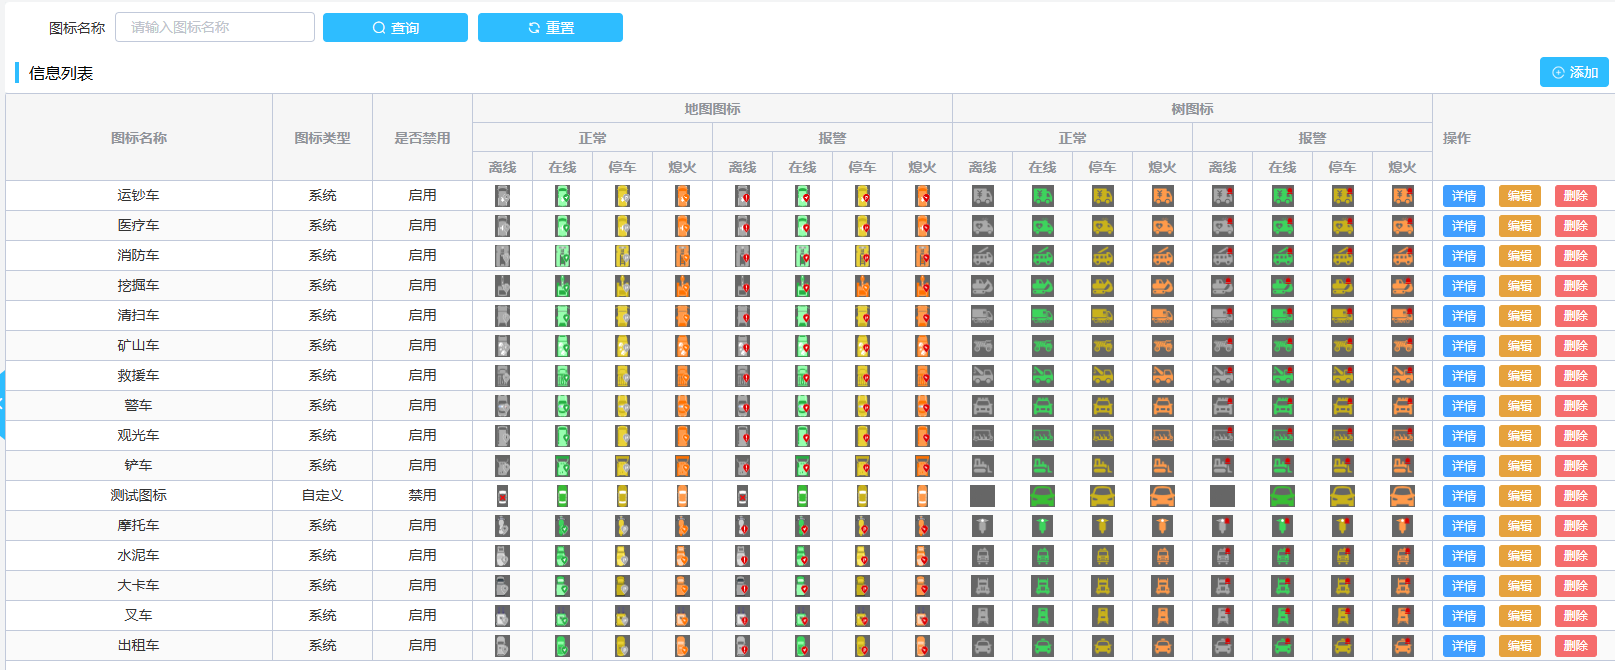 图标名称 请输入图标名称 查询 重置
信息列表 添加
图标名称 图标类型 是否禁用 地图图标 树图标 操作
正常 报警 正常 报警
离线 在线 停车 熄火 离线 在线 停车 熄火 离线 在线 停车 熄火 离线 在线 停车 熄火
运钞车 系统 启用 详情 编辑 删除
医疗车 系统 启用 详情 编辑 删除
消防车 系统 启用 详情 编辑 删除
挖掘车 系统 启用 详情 编辑 删除
清扫车 系统 启用 详情 编辑 删除
矿山车 系统 启用 详情 编辑 删除
救援车 系统 启用 详情 编辑 删除
警车 系统 启用 详情 编辑 删除
观光车 系统 启用 详情 编辑 删除
铲车 系统 启用 详情 编辑 删除
测试图标 自定义 禁用 详情 编辑 删除
摩托车 系统 启用 详情 编辑 删除
水泥车 系统 启用 详情 编辑 删除
大卡车 系统 启用 详情 编辑 删除
叉车 系统 启用 详情 编辑 删除
出租车 系统 启用 详情 编辑 删除